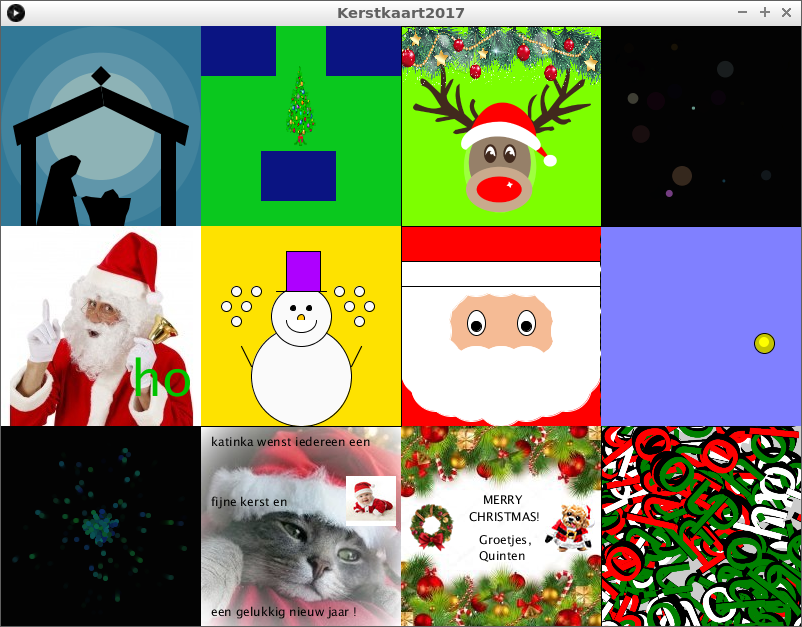 Kerstkaart2017
ho
katinka wenst iedereen een
fijne kerst en
een gelukkig nieuw jaar !
MERRY
CHRISTMAS!
Groetjes,
Quinten